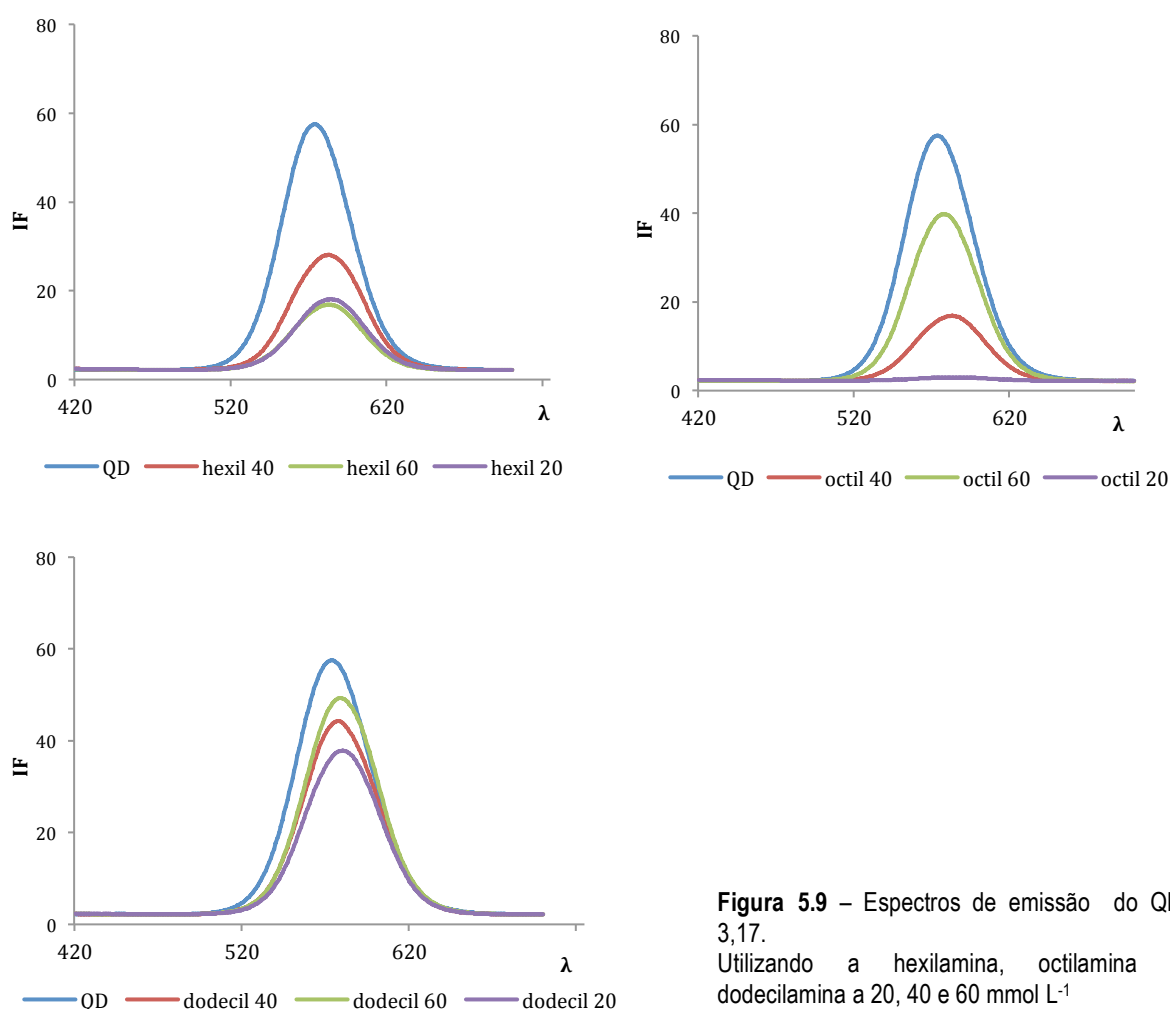 80
60
40
20
0
IF
420
520
620
λ
QD hexil 40 hexil 60 hexil 20
80
60
40
20
0
IF
420
520
620
λ
QD octil 40 octil 60 octil 20
80
60
40
20
0
IF
420
520
620
λ
QD dodecil 40 dodecil 60 dodecil 20
Figura 5.9 – Espectros de emissão do QD
3,17.
Utilizando a hexilamina, octilamina
dodecilamina a 20, 40 e 60 mmol L-1